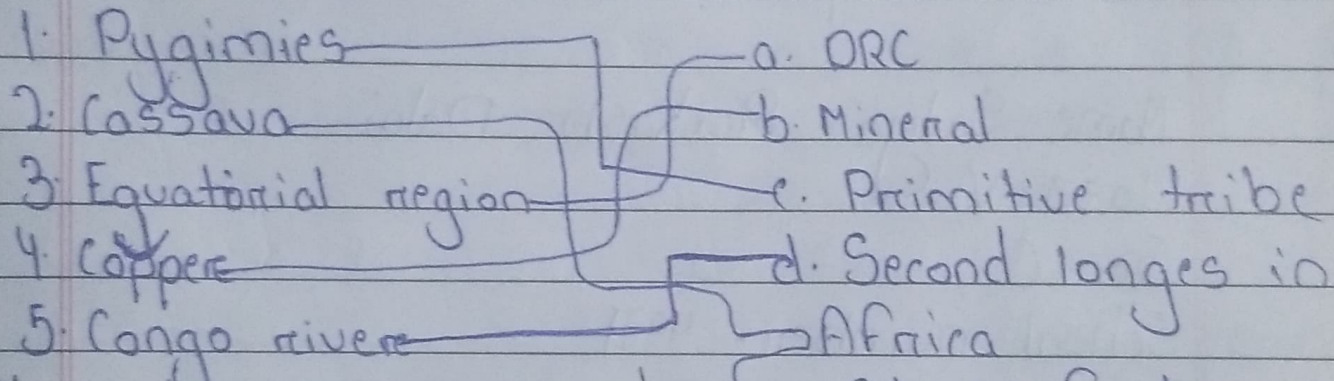 1. Pygimies a. DRC
2. Cassava b. Mineral
3. Equatorial region c. Primitive tribe
4. Copper d. Second longes in
5. Congo river Africa